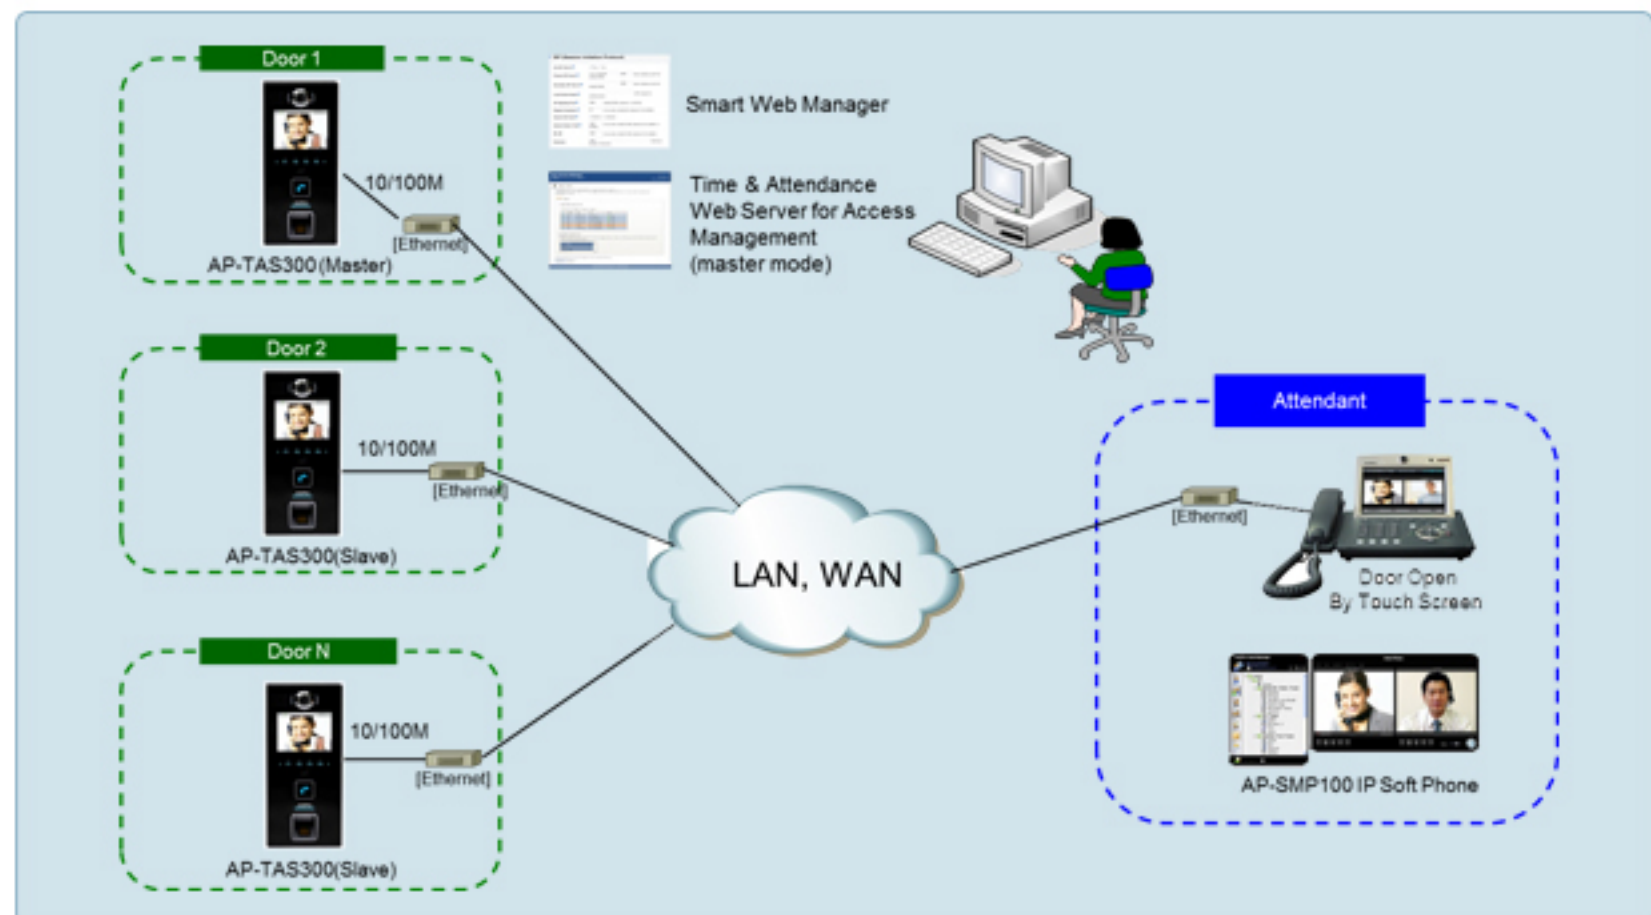 Door 1
10/100M
[Ethernet]
AP-TAS300(Master)
Smart Web Manager
Time & Attendance
Web Server for Access
Management
(master mode)
Door 2
10/100M
[Ethernet]
AP-TAS300(Slave)
Attendant
[Ethernet]
Door Open
By Touch Screen
LAN, WAN
Door N
10/100M
[Ethernet]
AP-TAS300(Slave)
AP-SMP100 IP Soft Phone